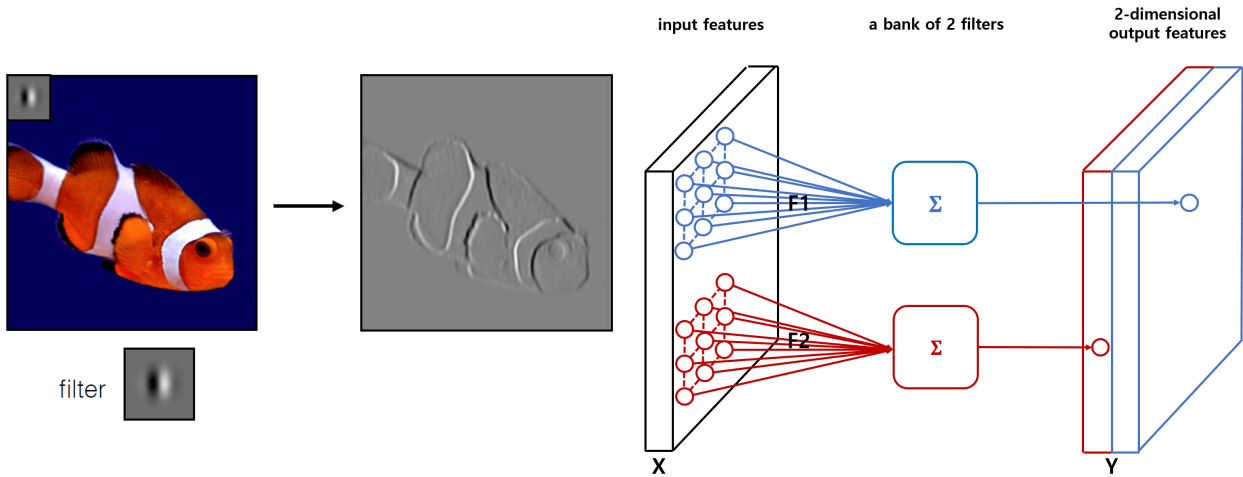 input features
a bank of 2 filters
2-dimensional
output features
F1
Σ
F2
Σ
filter
X
Y